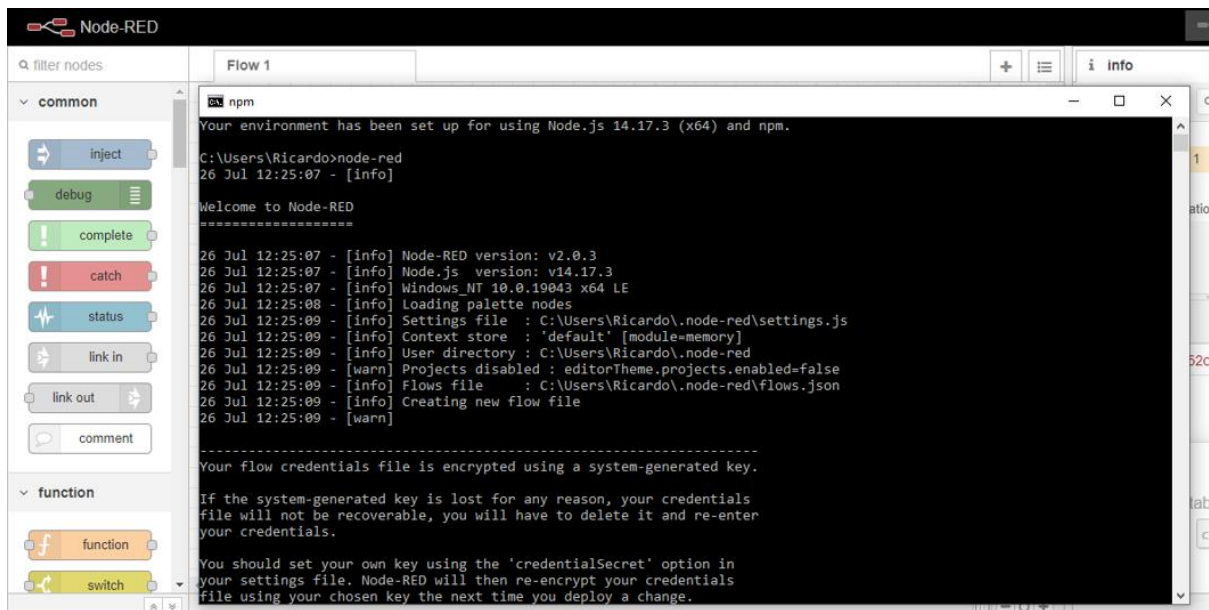 Node-RED
filter nodes
Flow 1
i info
common
inject
debug
complete
catch
status
link in
link out
comment
function
function
switch
npm
Your environment has been set up for using Node.js 14.17.3 (x64) and npm.
C:\Users\Ricardo>node-red
26 Jul 12:25:07 - [info]
Welcome to Node-RED
===================
26 Jul 12:25:07 - [info] Node-RED version: v2.0.3
26 Jul 12:25:07 - [info] Node.js  version: v14.17.3
26 Jul 12:25:07 - [info] Windows_NT 10.0.19043 x64 LE
26 Jul 12:25:08 - [info] Loading palette nodes
26 Jul 12:25:09 - [info] Settings file  : C:\Users\Ricardo\.node-red\settings.js
26 Jul 12:25:09 - [info] Context store  : 'default' [module=memory]
26 Jul 12:25:09 - [info] User directory : C:\Users\Ricardo\.node-red
26 Jul 12:25:09 - [warn] Projects disabled : editorTheme.projects.enabled=false
26 Jul 12:25:09 - [info] Flows file     : C:\Users\Ricardo\.node-red\flows.json
26 Jul 12:25:09 - [info] Creating new flow file
26 Jul 12:25:09 - [warn]
---------------------------------------------------------------------
Your flow credentials file is encrypted using a system-generated key.
If the system-generated key is lost for any reason, your credentials
file will not be recoverable, you will have to delete it and re-enter
your credentials.
You should set your own key using the 'credentialSecret' option in
your settings file. Node-RED will then re-encrypt your credentials
file using your chosen key the next time you deploy a change.
1
52c